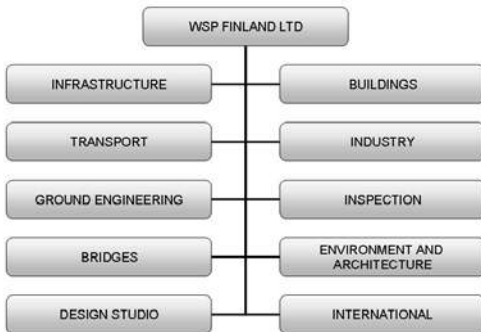 WSP FINLAND LTD
INFRASTRUCTURE
BUILDINGS
TRANSPORT
INDUSTRY
GROUND ENGINEERING
INSPECTION
BRIDGES
ENVIRONMENT AND
ARCHITECTURE
DESIGN STUDIO
INTERNATIONAL